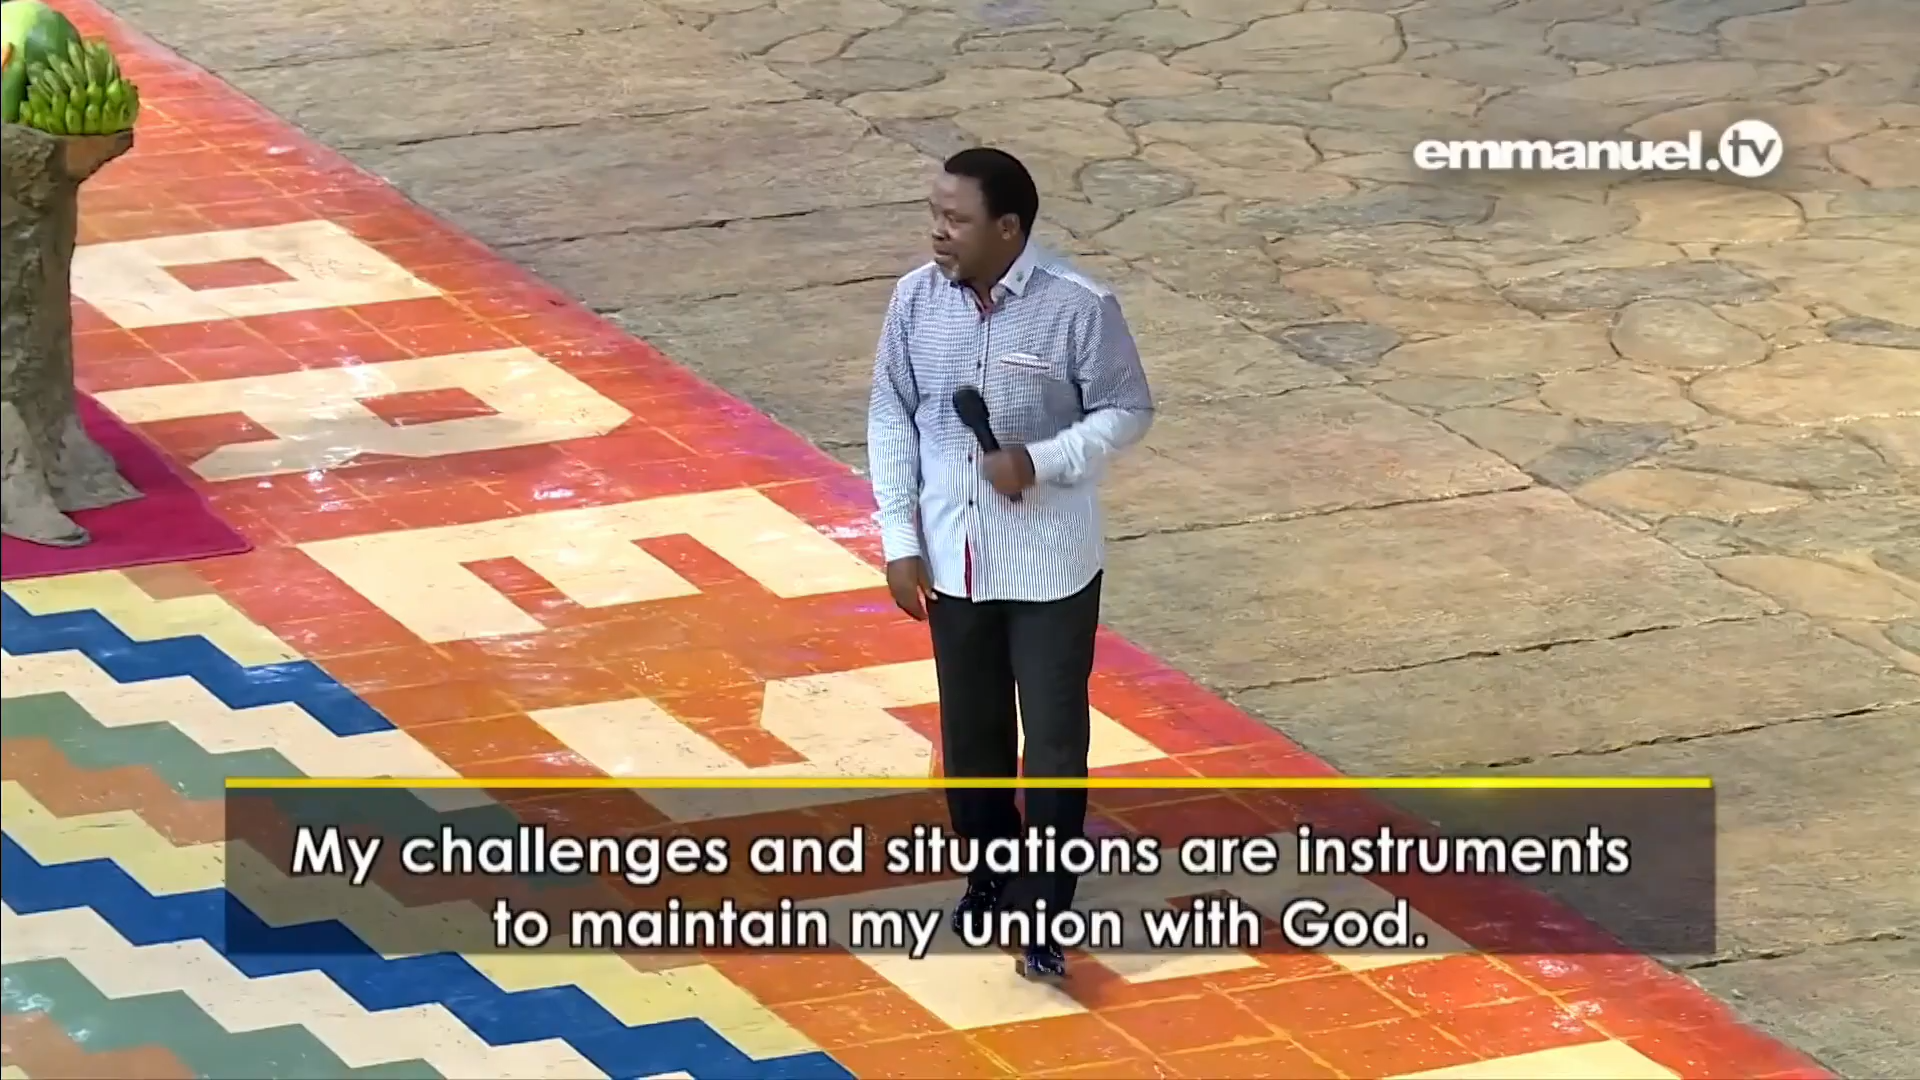 emmanuel.tv
My challenges and situations are instruments
to maintain my union with God.